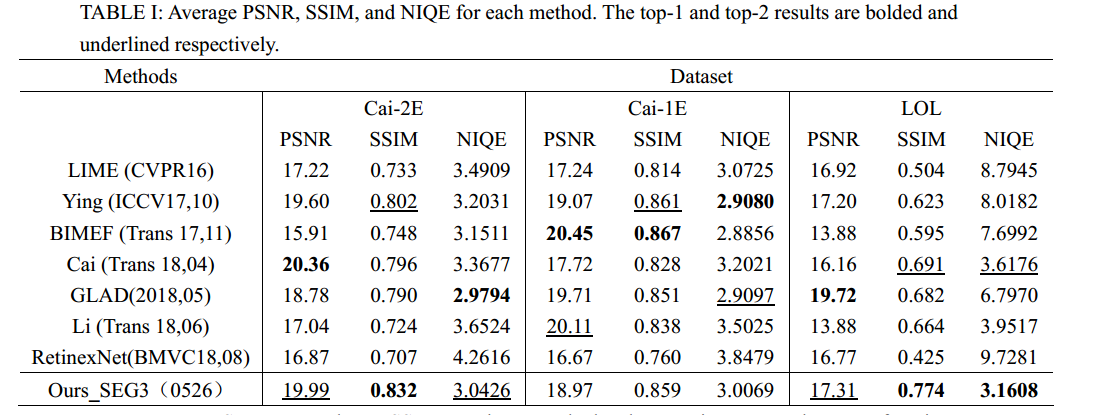 TABLE I: Average PSNR, SSIM, and NIQE for each method. The top-1 and top-2 results are bolded and
underlined respectively.
Methods Dataset
Cai-2E Cai-1E LOL
PSNR SSIM NIQE PSNR SSIM NIQE PSNR SSIM NIQE
LIME (CVPR16) 17.22 0.733 3.4909 17.24 0.814 3.0725 16.92 0.504 8.7945
Ying (ICCV17,10) 19.60 0.802 3.2031 19.07 0.861 2.9080 17.20 0.623 8.0182
BIMEF (Trans 17,11) 15.91 0.748 3.1511 20.45 0.867 2.8856 13.88 0.595 7.6992
Cai (Trans 18,04) 20.36 0.796 3.3677 17.72 0.828 3.2021 16.16 0.691 3.6176
GLAD(2018,05) 18.78 0.790 2.9794 19.71 0.851 2.9097 19.72 0.682 6.7970
Li (Trans 18,06) 17.04 0.724 3.6524 20.11 0.838 3.5025 13.88 0.664 3.9517
RetinexNet(BMVC18,08) 16.87 0.707 4.2616 16.67 0.760 3.8479 16.77 0.425 9.7281
Ours_SEG3（0526） 19.99 0.832 3.0426 18.97 0.859 3.0069 17.31 0.774 3.1608